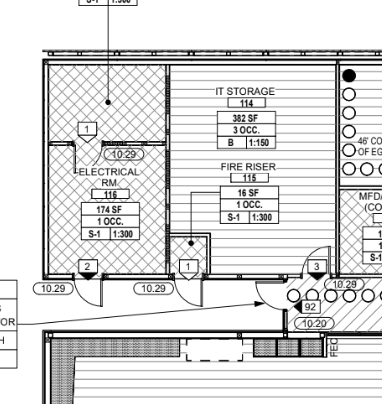 S-1 1:300
IT STORAGE
114
382 SF
3 OCC.
B 1:150
46' CO
OF EG
1
10.29
ELECTRICAL
RM
116
174 SF
1 OCC.
S-1 1:300
FIRE RISER
115
16 SF
1 OCC.
S-1 1:300
MFD/
(CO
1
1
S-1
2
1
3
10.29
10.29
10.29
S
OR
H
92
10.20
FEC